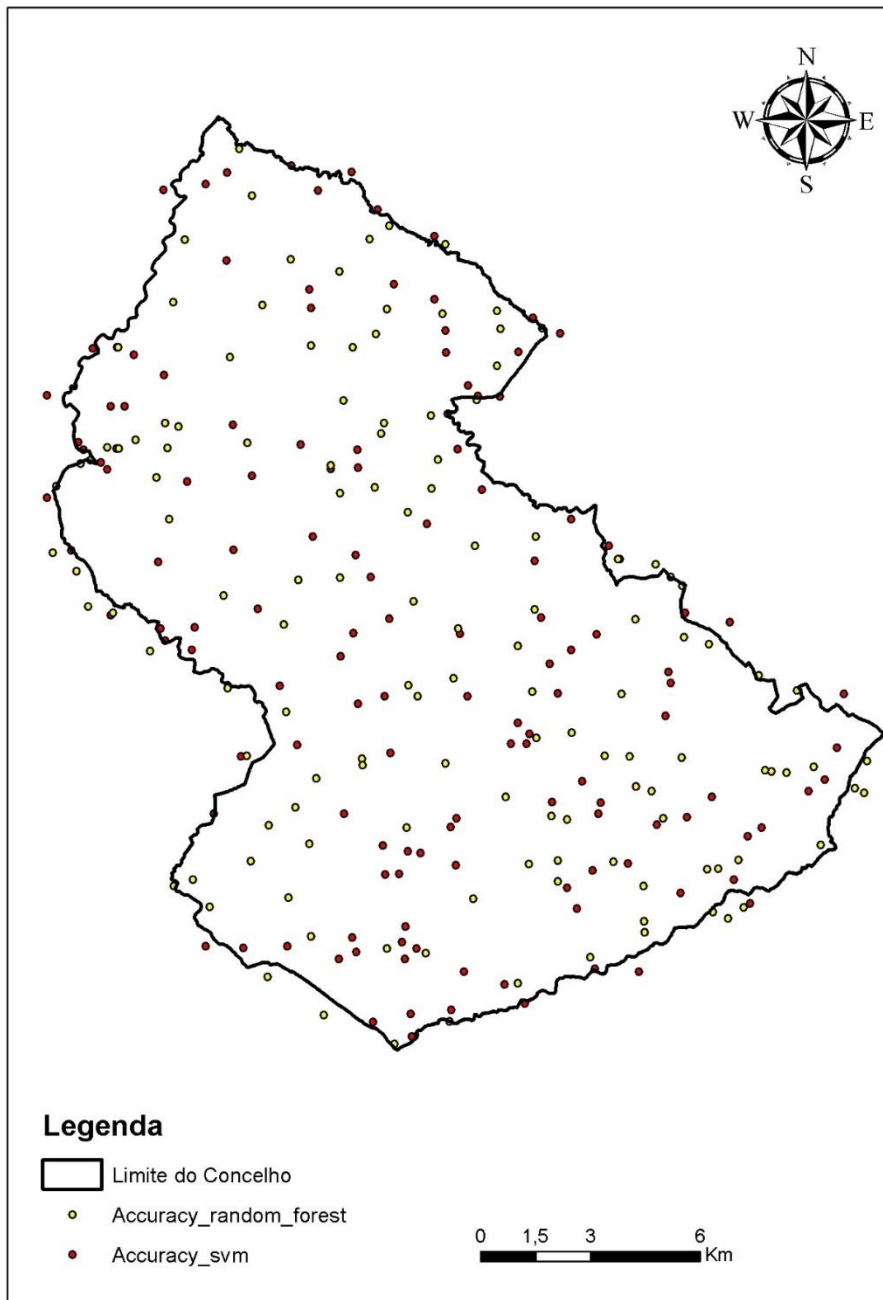 N
W E
S
Legenda
Limite do Concelho
Accuracy_random_forest
Accuracy_svm
0 1,5 3 6
Km